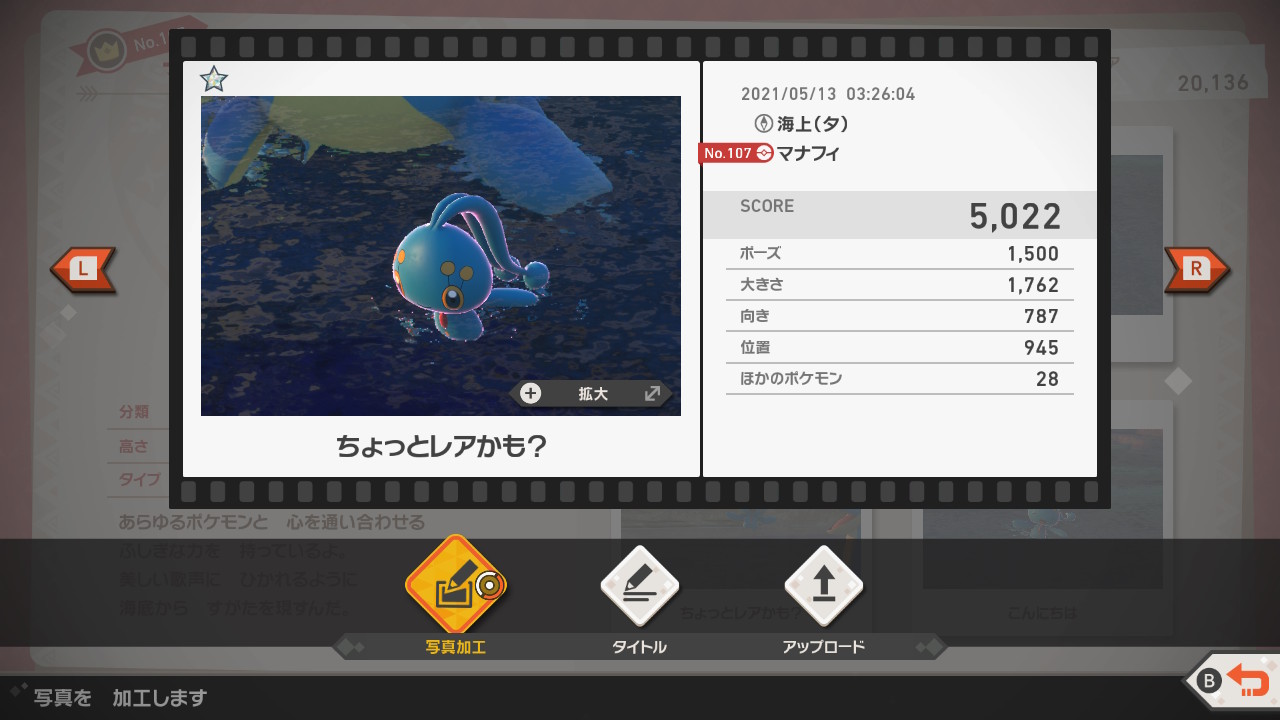 No.1
20,136
2021/05/13 03:26:04
海上(夕)
No.107 マナフィ
SCORE 5,022
ポーズ 1,500
大きさ 1,762
向き 787
位置 945
ほかのポケモン 28
拡大
ちょっとレアかも?
L
R
分類
高さ
タイプ
あらゆるポケモンと 心を通い合わせる
ふしぎな力を 持っているよ。
美しい歌声に ひかれるように
海底から すがたを現すんだ。
ちょっとレアかも?
こんにちは
写真加工
タイトル
アップロード
写真を 加工します
B